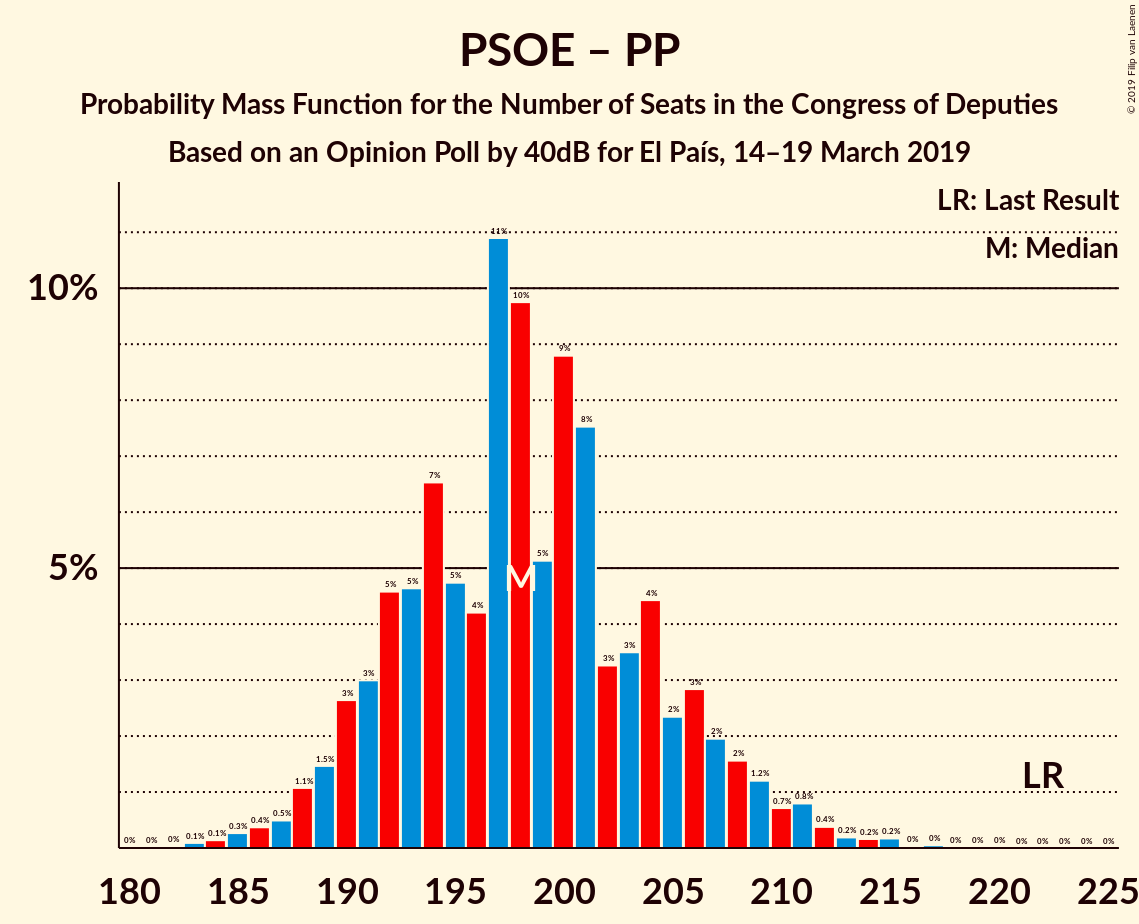 PSOE – PP
Probability Mass Function for the Number of Seats in the Congress of Deputies
Based on an Opinion Poll by 40dB for El País, 14–19 March 2019
© 2019 Filip van Laenen
LR: Last Result
M: Median
10%
5%
0% 0% 0% 0.1% 0.1% 0.3% 0.4% 0.5% 1.1% 1.5% 3% 3% 5% 5% 7% 5% 4% 11% 10% 5% 9% 8% 3% 3% 4% 2% 3% 2% 2% 1.2% 0.7% 0.8% 0.4% 0.2% 0.2% 0.2% 0% 0% 0% 0% 0% 0% 0% 0% 0% 0%
M
LR
180 185 190 195 200 205 210 215 220 225